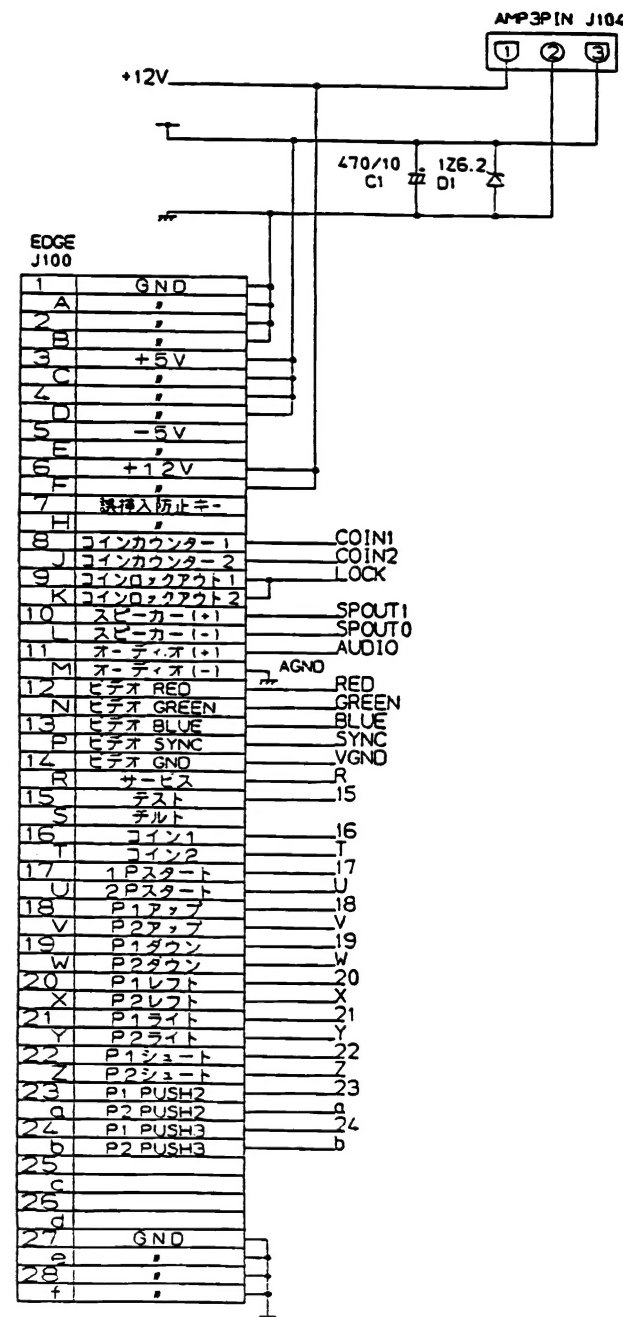 AMP3PIN J104
1 2 3
+12V
470/10
C1
1Z6.2
D1
EDGE
J100
1 GND
A 〃
2 〃
B 〃
3 +5V
C 〃
4 〃
D 〃
5 -5V
E 〃
6 +12V
F 〃
7 誤挿入防止キー
H 〃
8 コインカウンター1 COIN1
J コインカウンター2 COIN2
9 コインロックアウト1 LOCK
K コインロックアウト2
10 スピーカー(+) SPOUT1
L スピーカー(-) SPOUT0
11 オーディオ(+) AUDIO
M オーディオ(-) AGND
12 ビデオ RED RED
N ビデオ GREEN GREEN
13 ビデオ BLUE BLUE
P ビデオ SYNC SYNC
14 ビデオ GND VGND
R サービス R
15 テスト 15
S チルト
16 コイン1 16
T コイン2 T
17 1Pスタート 17
U 2Pスタート U
18 P1アップ 18
V P2アップ V
19 P1ダウン 19
W P2ダウン W
20 P1レフト 20
X P2レフト X
21 P1ライト 21
Y P2ライト Y
22 P1シュート 22
Z P2シュート Z
23 P1 PUSH2 23
a P2 PUSH2 a
24 P1 PUSH3 24
b P2 PUSH3 b
25
c
26
d
27 GND
e 〃
28 〃
f 〃